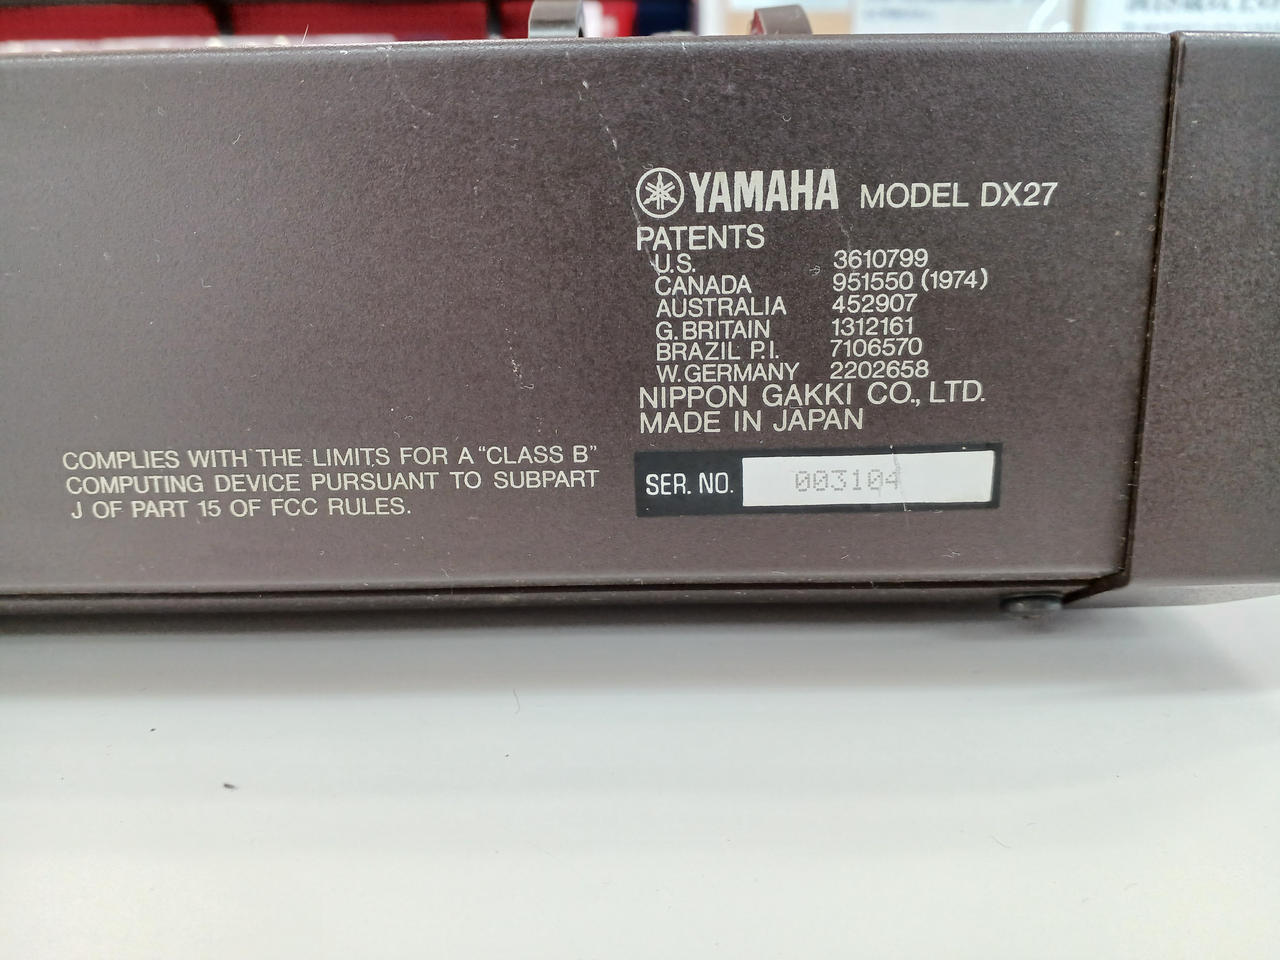 YAMAHA MODEL DX27
PATENTS
U.S. 3610799
CANADA 951550 (1974)
AUSTRALIA 452907
G.BRITAIN 1312161
BRAZIL P.I. 7106570
W.GERMANY 2202658
NIPPON GAKKI CO., LTD.
MADE IN JAPAN
COMPLIES WITH THE LIMITS FOR A "CLASS B"
COMPUTING DEVICE PURSUANT TO SUBPART
J OF PART 15 OF FCC RULES.
SER. NO. 003104